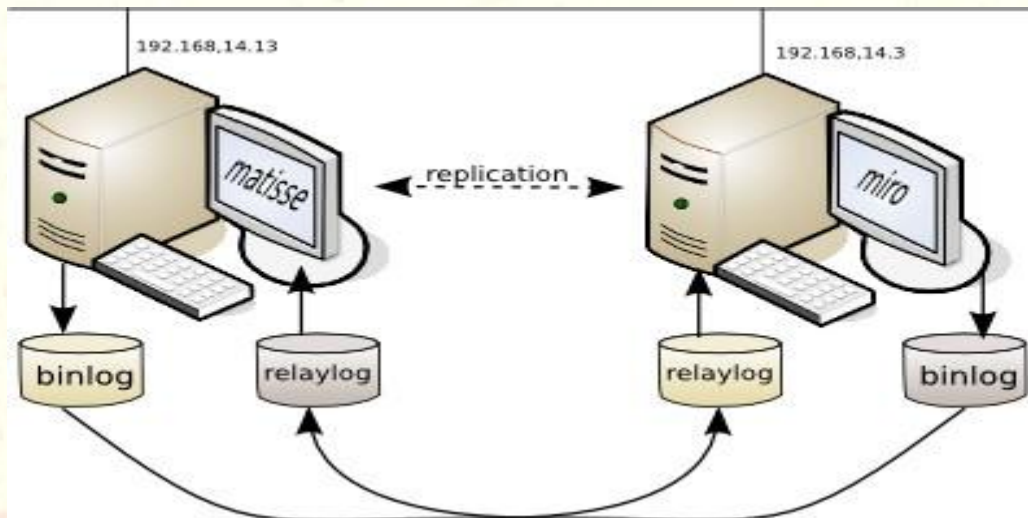 192.168,14.13
192.168,14.3
matisse
replication
miro
binlog
relaylog
relaylog
binlog